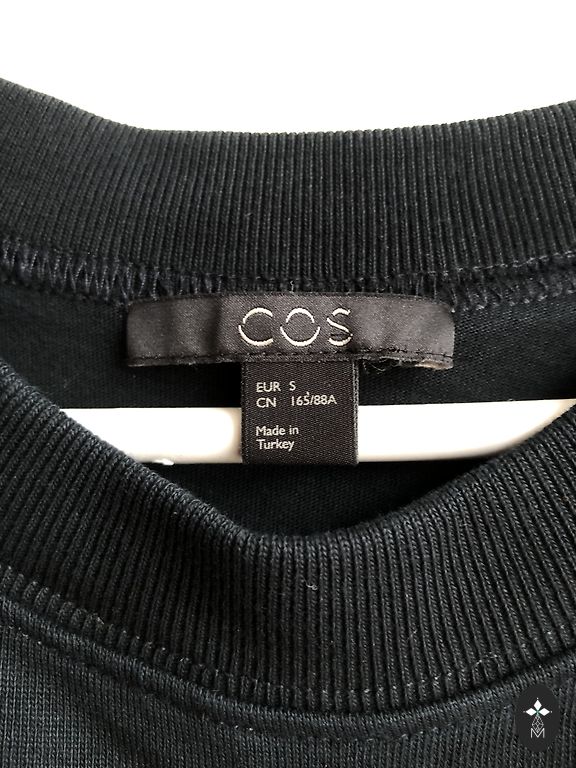 COS
EUR S
CN 165/88A
Made in
Turkey